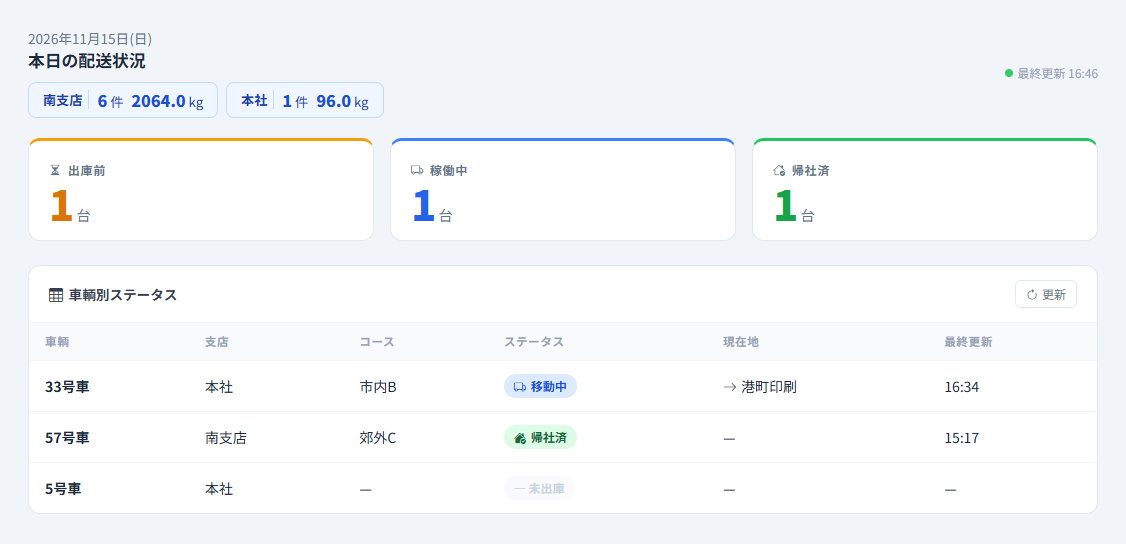 2026年11月15日(日)
本日の配送状況
最終更新 16:46
南支店 6 件 2064.0 kg
本社 1 件 96.0 kg
出庫前
1 台
稼働中
1 台
帰社済
1 台
車輌別ステータス
更新
車輌 支店 コース ステータス 現在地 最終更新
33号車 本社 市内B 移動中 → 港町印刷 16:34
57号車 南支店 郊外C 帰社済 — 15:17
5号車 本社 — — 未出庫 — —